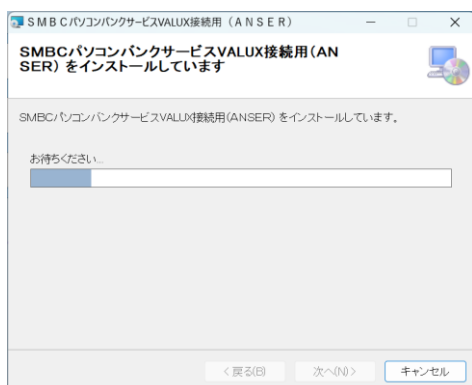 SMBCパソコンバンクサービスVALUX接続用（ANSER）
SMBCパソコンバンクサービスVALUX接続用(AN
SER) をインストールしています
SMBCパソコンバンクサービスVALUX接続用(ANSER) をインストールしています。
お待ちください...
< 戻る(B)
次へ(N) >
キャンセル